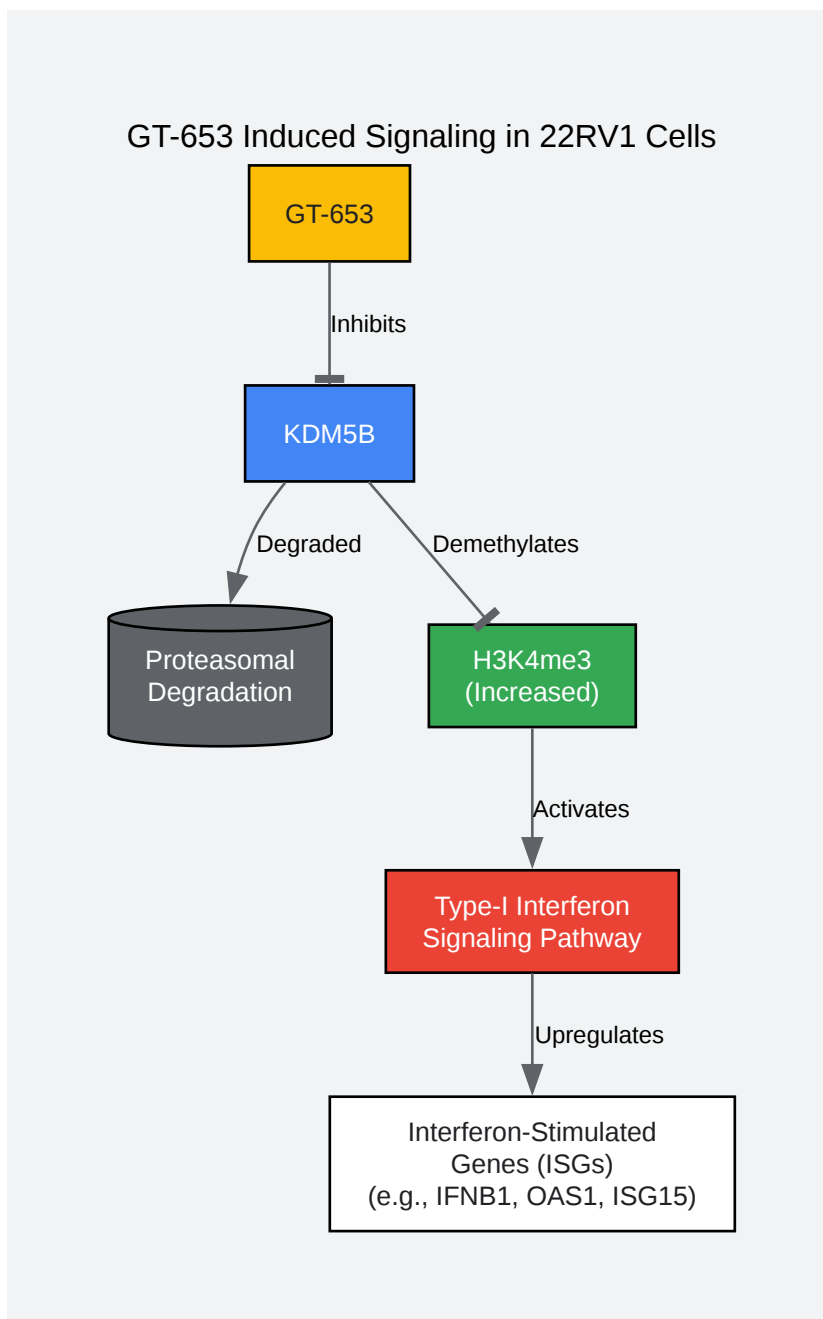 GT-653 Induced Signaling in 22RV1 Cells
GT-653
Inhibits
KDM5B
Degraded
Demethylates
Proteasomal
Degradation
H3K4me3
(Increased)
Activates
Type-I Interferon
Signaling Pathway
Upregulates
Interferon-Stimulated
Genes (ISGs)
(e.g., IFNB1, OAS1, ISG15)